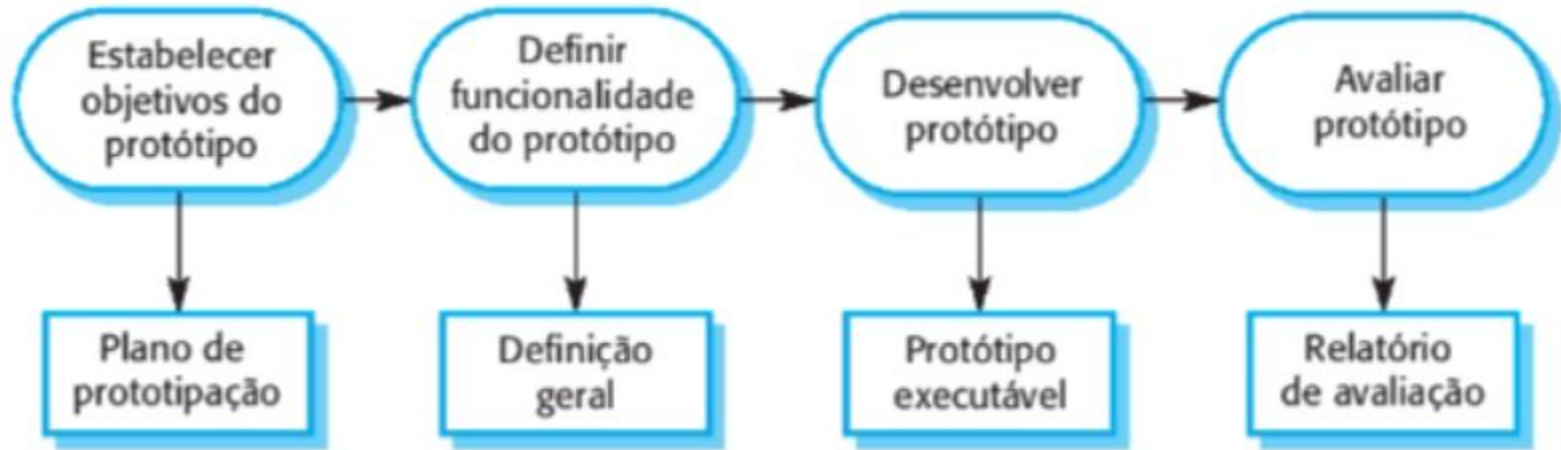 Estabelecer
objetivos do
protótipo
Definir
funcionalidade
do protótipo
Desenvolver
protótipo
Avaliar
protótipo
Plano de
prototipação
Definição
geral
Protótipo
executável
Relatório
de avaliação